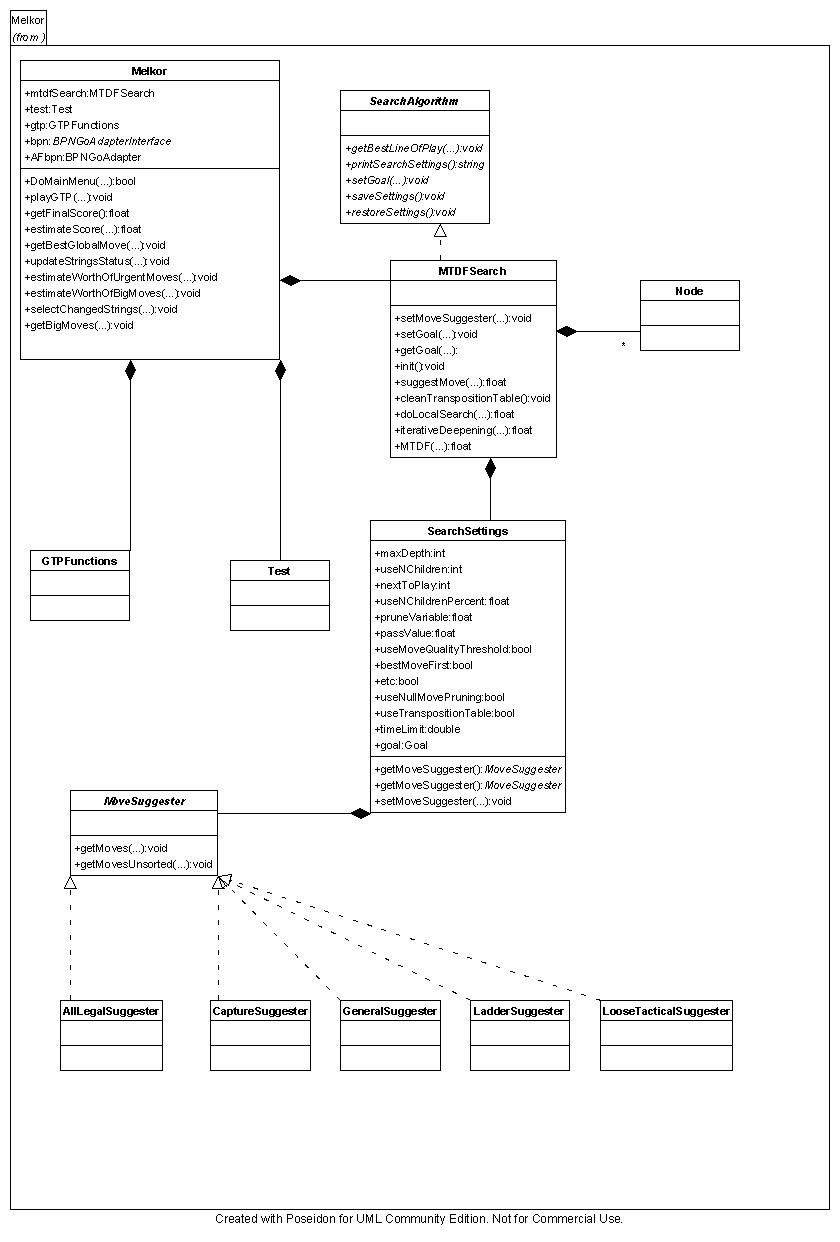 Melkor
(from )
Melkor
+mtdfSearch:MTDFSearch
+test:Test
+gtp:GTPFunctions
+bpn:BPNGoAdapterInterface
+AFbpn:BPNGoAdapter
+DoMainMenu(...):bool
+playGTP(...):void
+getFinalScore():float
+estimateScore(...):float
+getBestGlobalMove(...):void
+updateStringsStatus(...):void
+estimateWorthOfUrgentMoves(...):void
+estimateWorthOfBigMoves(...):void
+selectChangedStrings(...):void
+getBigMoves(...):void
SearchAlgorithm
+getBestLineOfPlay(...):void
+printSearchSettings():string
+setGoal(...):void
+saveSettings():void
+restoreSettings():void
MTDFSearch
+setMoveSuggester(...):void
+setGoal(...):void
+getGoal(...):
+init():void
+suggestMove(...):float
+cleanTranspositionTable():void
+doLocalSearch(...):float
+iterativeDeepening(...):float
+MTDF(...):float
Node
*
GTPFunctions
Test
SearchSettings
+maxDepth:int
+useNChildren:int
+nextToPlay:int
+useNChildrenPercent:float
+pruneVariable:float
+passValue:float
+useMoveQualityThreshold:bool
+bestMoveFirst:bool
+etc:bool
+useNullMovePruning:bool
+useTranspositionTable:bool
+timeLimit:double
+goal:Goal
+getMoveSuggester():MoveSuggester
+getMoveSuggester():MoveSuggester
+setMoveSuggester(...):void
MoveSuggester
+getMoves(...):void
+getMovesUnsorted(...):void
AllLegalSuggester
CaptureSuggester
GeneralSuggester
LadderSuggester
LooseTacticalSuggester
Created with Poseidon for UML Community Edition. Not for Commercial Use.